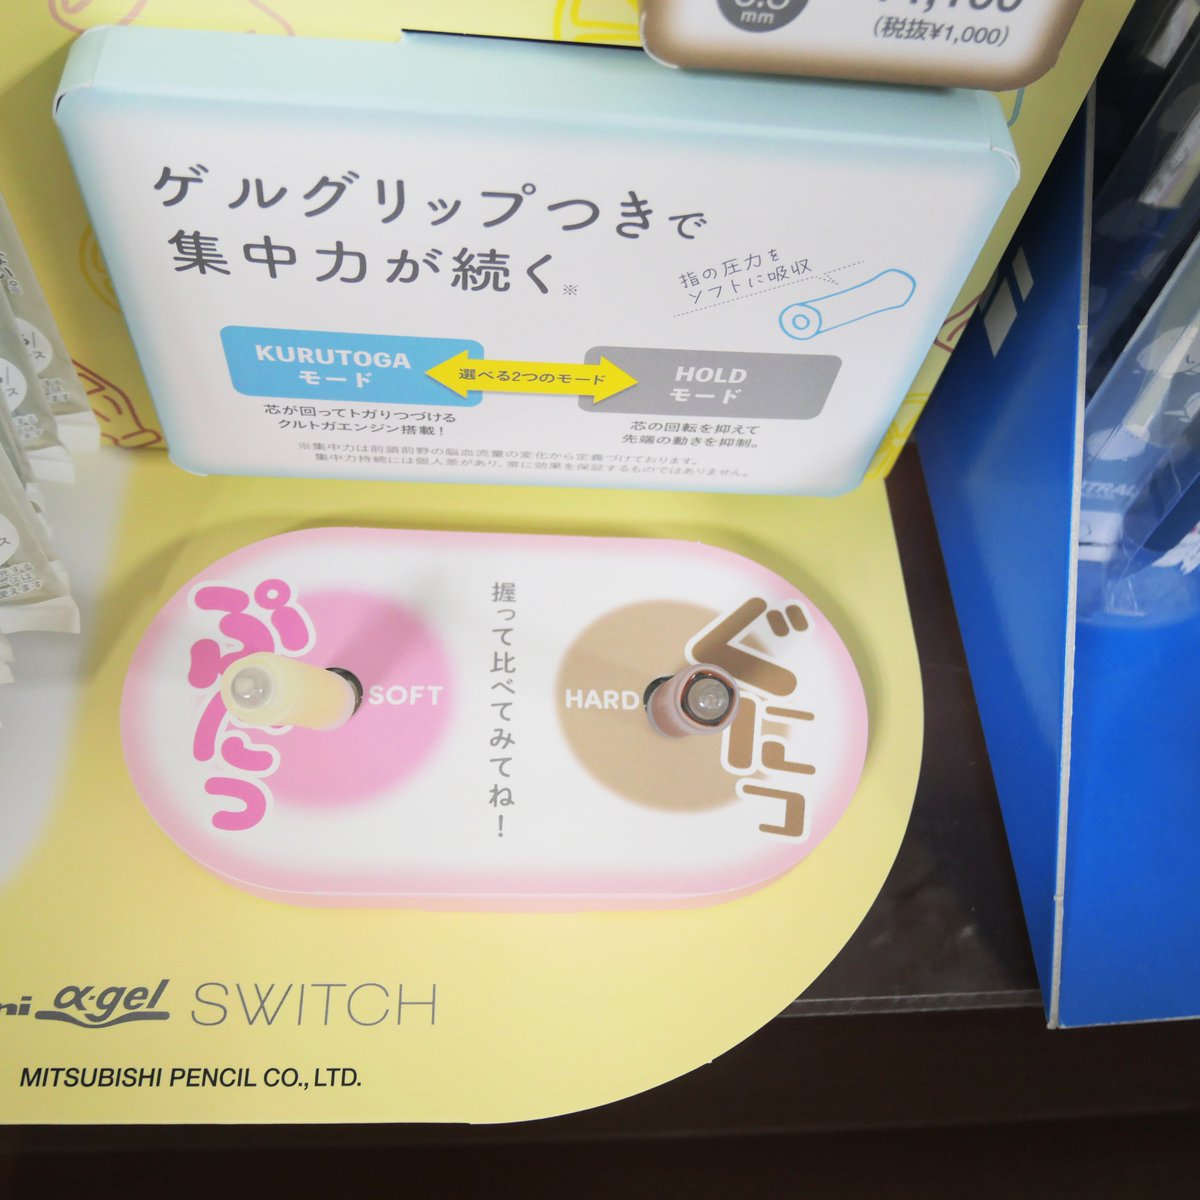 mm
(税抜¥1,000)
ゲルグリップつきで
集中力が続く※
指の圧力を
ソフトに吸収
KURUTOGA
モード
選べる2つのモード
HOLD
モード
芯が回ってトガりつづける
クルトガエンジン搭載!
芯の回転を抑えて
先端の動きを抑制。
※集中力は前頭前野の脳血流量の変化から定義づけております。
集中力持続には個人差があり、常に効果を保証するものではありません。
ぷにっ
SOFT
握って比べてみてね!
HARD
ぐにっ
α·gel SWITCH
MITSUBISHI PENCIL CO., LTD.